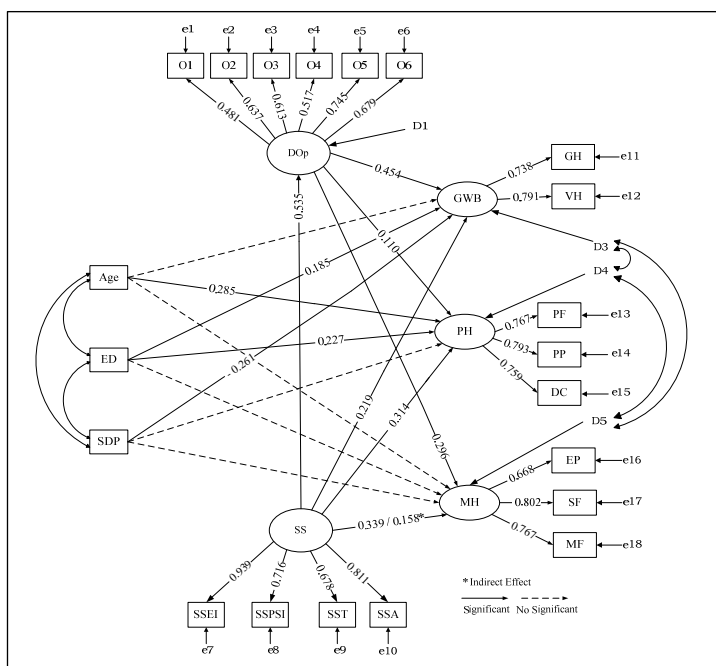 e1 e2 e3 e4 e5 e6
O1 O2 O3 O4 O5 O6
0.481 0.637 0.613 0.517 0.745 0.679
D1
DOp
0.454
GWB
0.738
GH e11
0.791
VH e12
0.535
0.110
0.185
D3
D4
Age
0.285
ED
0.227
0.261
SDP
PH
0.767
PF e13
0.793
PP e14
0.759
DC e15
0.219
0.314
0.296
D5
MH
0.668
EP e16
0.802
SF e17
0.767
MF e18
SS
0.339 / 0.158*
0.939 0.716 0.678 0.811
SSEI SSPSI SST SSA
e7 e8 e9 e10
*Indirect Effect
Significant No Significant